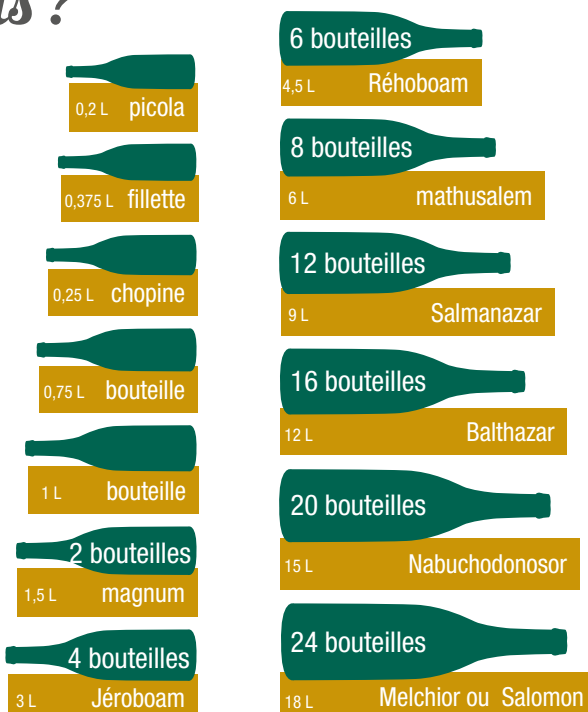 0,2 L picola
0,375 L fillette
0,25 L chopine
0,75 L bouteille
1 L bouteille
2 bouteilles
1,5 L magnum
4 bouteilles
3 L Jéroboam
6 bouteilles
4,5 L Réhoboam
8 bouteilles
6 L mathusalem
12 bouteilles
9 L Salmanazar
16 bouteilles
12 L Balthazar
20 bouteilles
15 L Nabuchodonosor
24 bouteilles
18 L Melchior ou Salomon